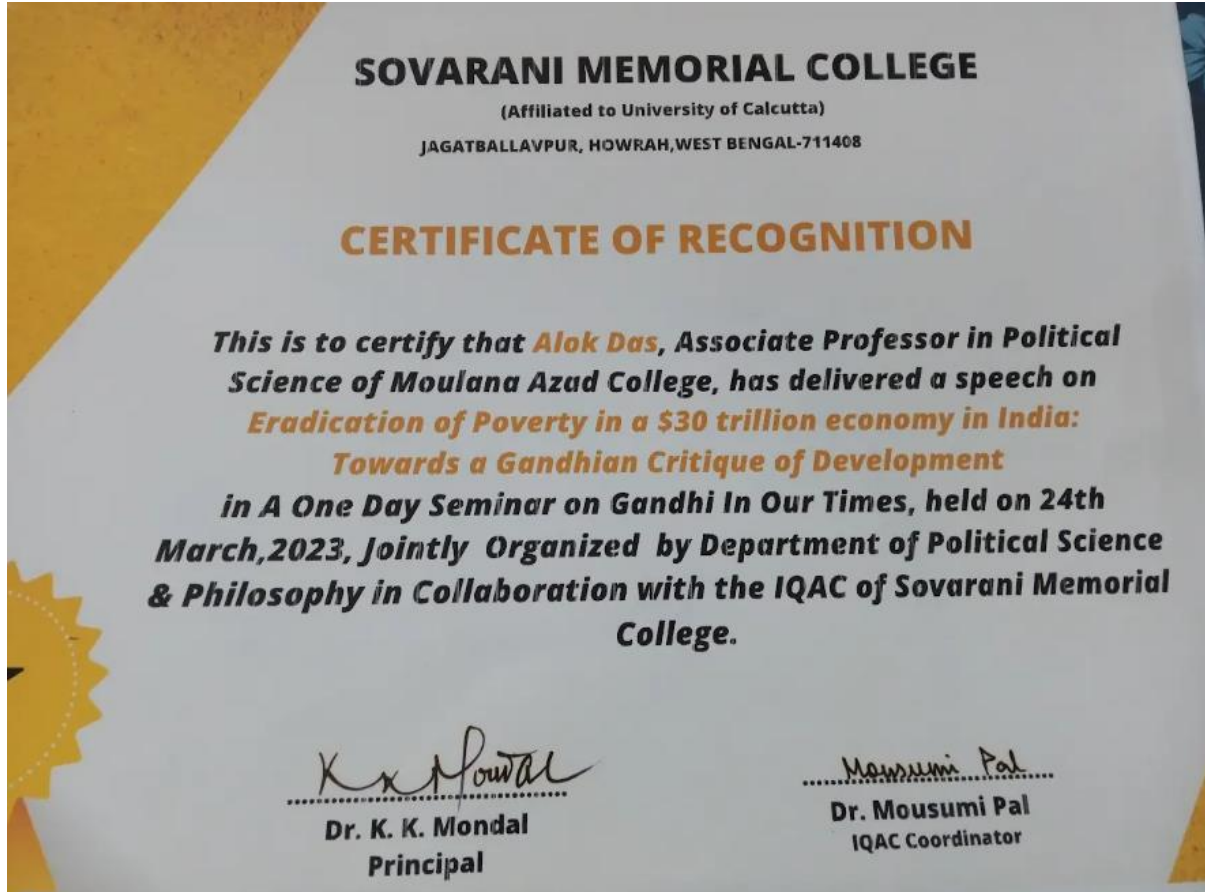 SOVARANI MEMORIAL COLLEGE
(Affiliated to University of Calcutta)
JAGATBALLAVPUR, HOWRAH,WEST BENGAL-711408
CERTIFICATE OF RECOGNITION
This is to certify that Alok Das, Associate Professor in Political
Science of Moulana Azad College, has delivered a speech on
Eradication of Poverty in a $30 trillion economy in India:
Towards a Gandhian Critique of Development
in A One Day Seminar on Gandhi In Our Times, held on 24th
March,2023, Jointly Organized by Department of Political Science
& Philosophy in Collaboration with the IQAC of Sovarani Memorial
College.
K K Mondal
Mousumi Pal
Dr. K. K. Mondal
Dr. Mousumi Pal
Principal
IQAC Coordinator